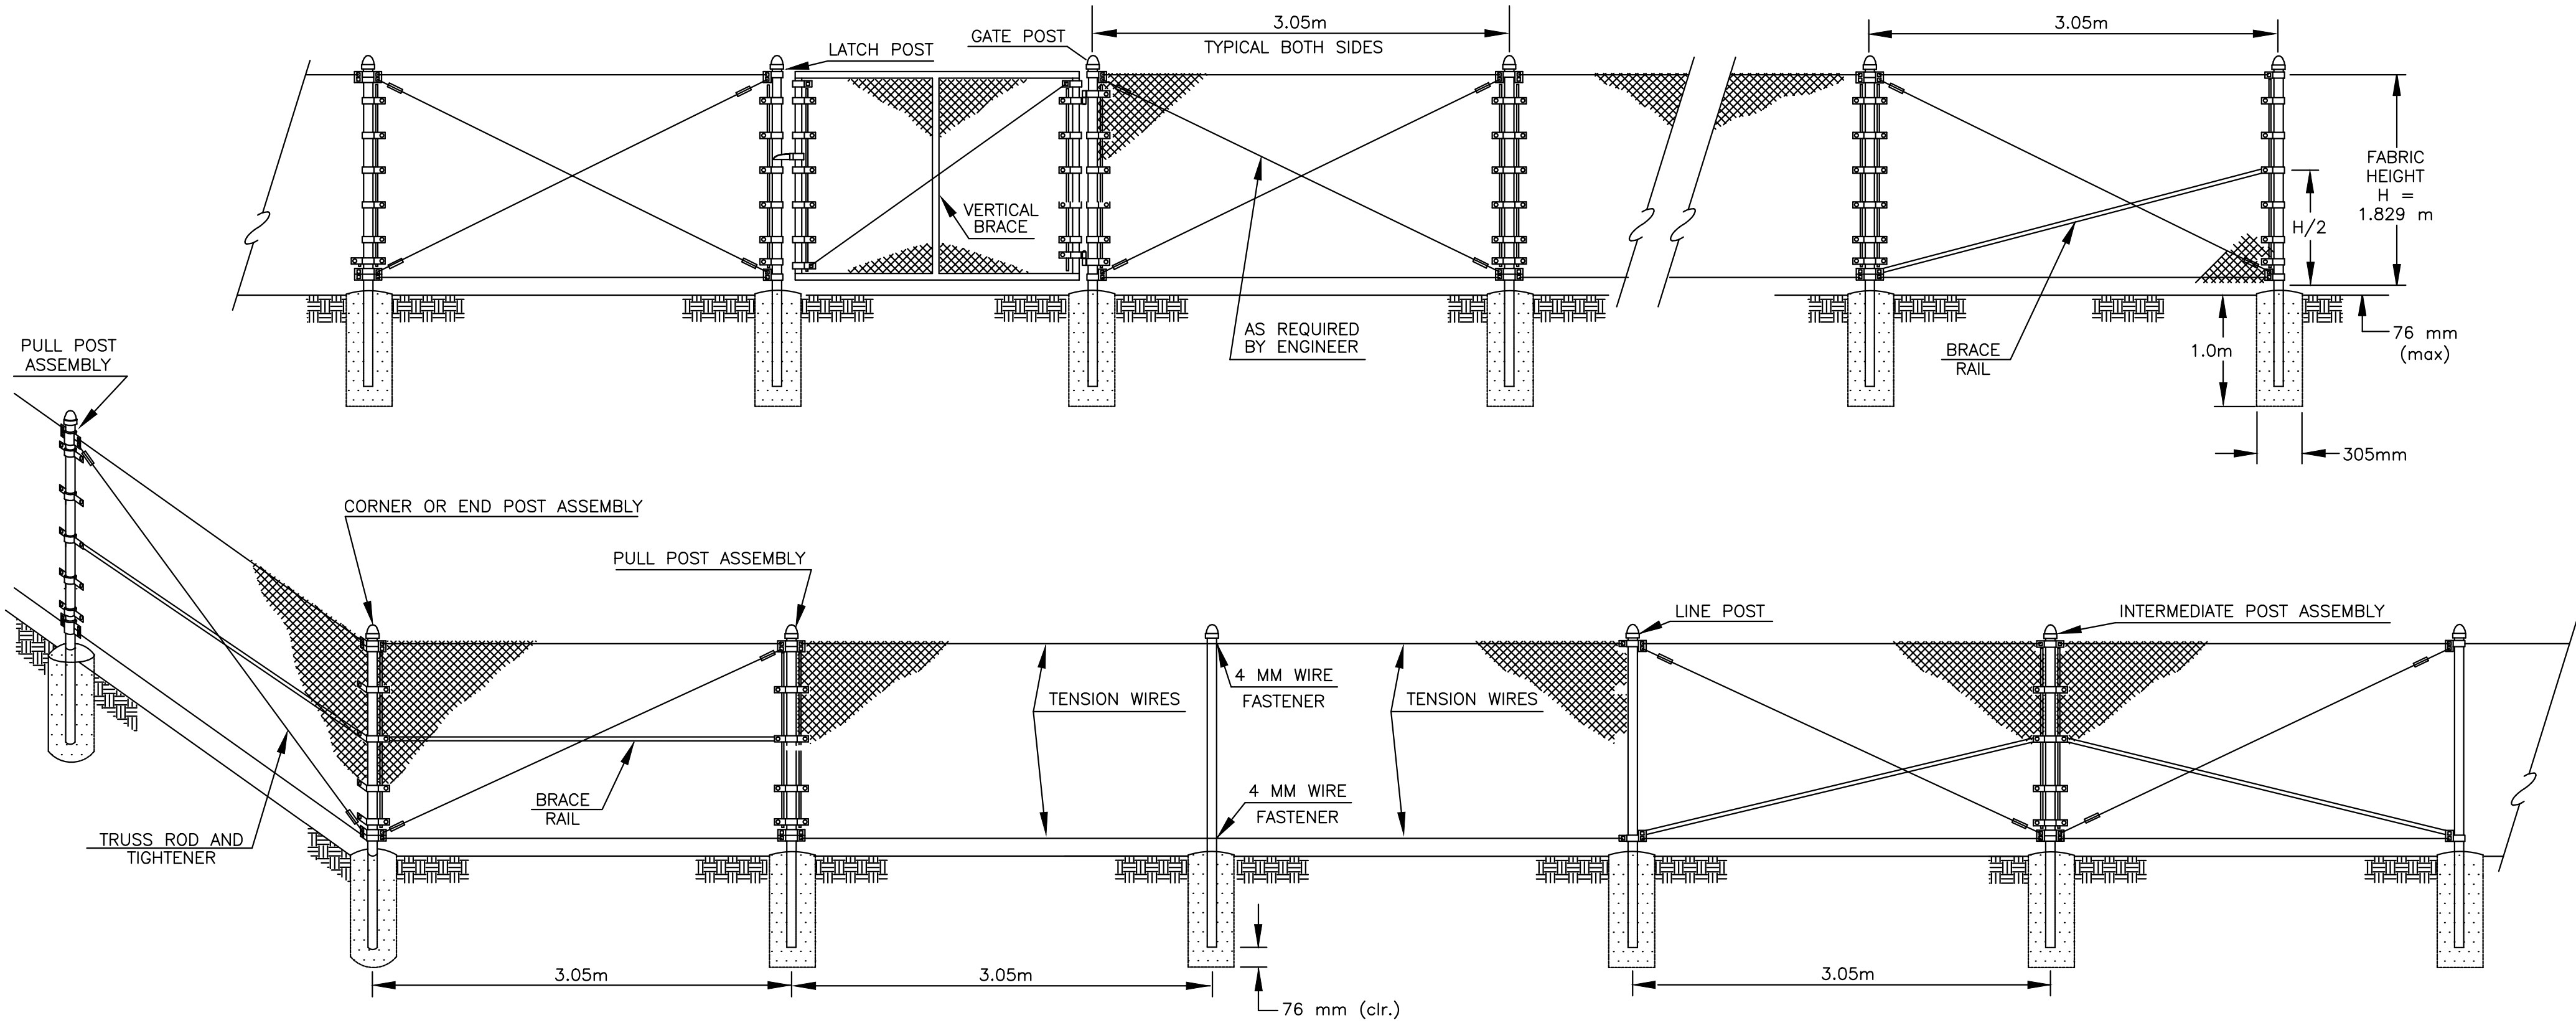 3.05m
TYPICAL BOTH SIDES
3.05m
LATCH POST
GATE POST
FABRIC
HEIGHT
H =
1.829 m
H/2
VERTICAL
BRACE
AS REQUIRED
BY ENGINEER
BRACE
RAIL
1.0m
76 mm
(max)
305mm
PULL POST
ASSEMBLY
CORNER OR END POST ASSEMBLY
PULL POST ASSEMBLY
LINE POST
INTERMEDIATE POST ASSEMBLY
4 MM WIRE
FASTENER
TENSION WIRES
TENSION WIRES
4 MM WIRE
FASTENER
BRACE
RAIL
TRUSS ROD AND
TIGHTENER
3.05m
3.05m
3.05m
76 mm (clr.)